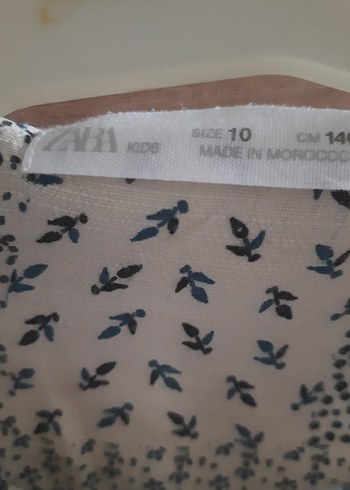 ZARA KIDS SIZE 10 CM 140
MADE IN MOROCCO